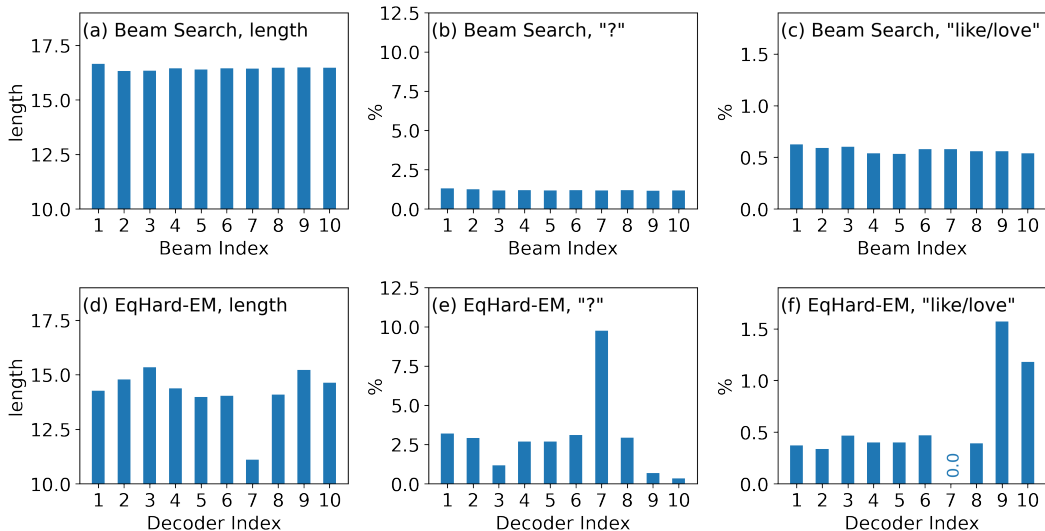 (a) Beam Search, length
17.5
15.0
12.5
10.0
length
1 2 3 4 5 6 7 8 9 10
Beam Index
(b) Beam Search, "?"
12.5
10.0
7.5
5.0
2.5
0.0
%
1 2 3 4 5 6 7 8 9 10
Beam Index
(c) Beam Search, "like/love"
1.5
1.0
0.5
0.0
%
1 2 3 4 5 6 7 8 9 10
Beam Index
(d) EqHard-EM, length
17.5
15.0
12.5
10.0
length
1 2 3 4 5 6 7 8 9 10
Decoder Index
(e) EqHard-EM, "?"
12.5
10.0
7.5
5.0
2.5
0.0
%
1 2 3 4 5 6 7 8 9 10
Decoder Index
(f) EqHard-EM, "like/love"
1.5
1.0
0.5
0.0
%
0.0
1 2 3 4 5 6 7 8 9 10
Decoder Index